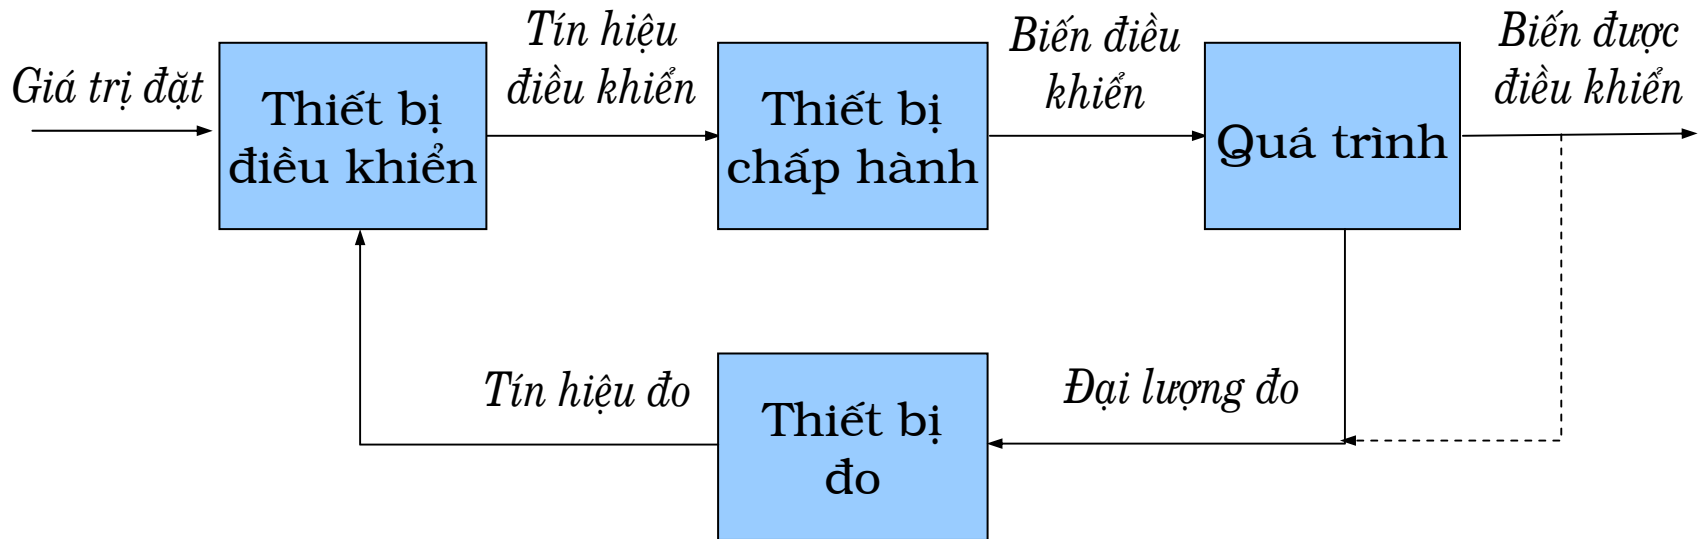 Giá trị đặt
Thiết bị
điều khiển
Tín hiệu
điều khiển
Thiết bị
chấp hành
Biến điều
khiển
Quá trình
Biến được
điều khiển
Tín hiệu đo
Thiết bị
đo
Đại lượng đo